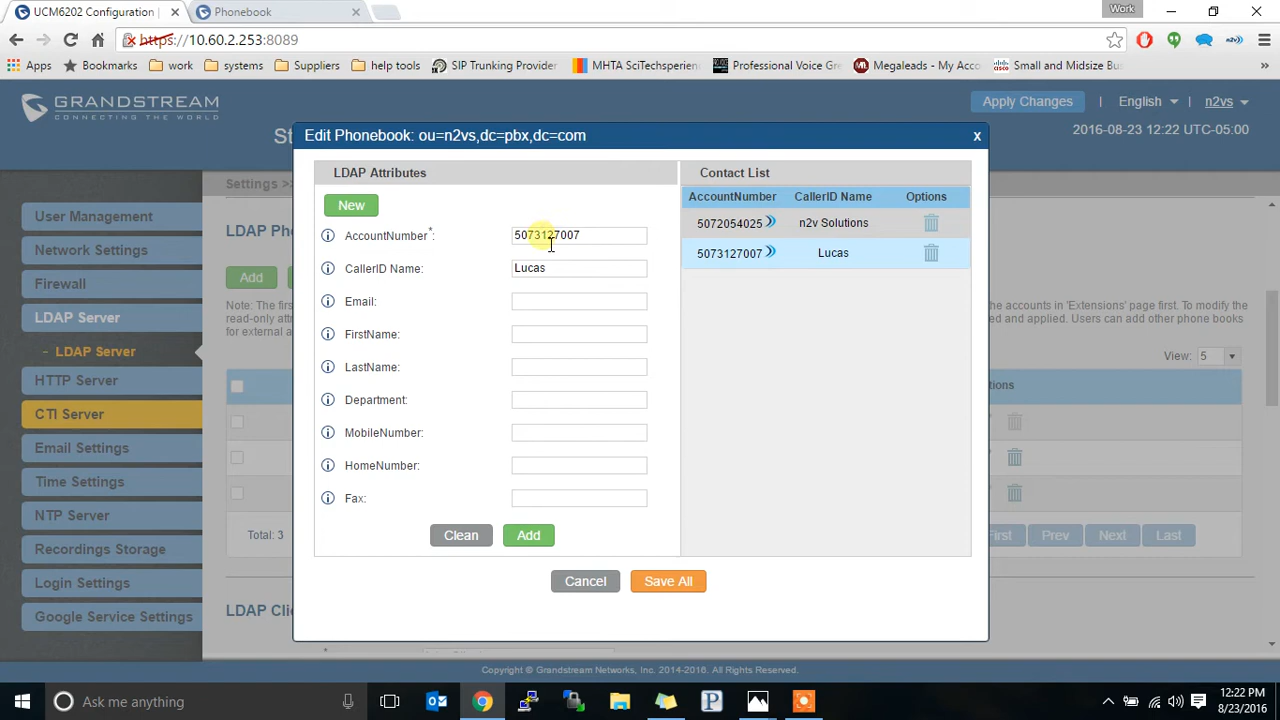 UCM6202 Configuration
Phonebook
Work
https://10.60.2.253:8089
Apps
Bookmarks
work
systems
Suppliers
help tools
SIP Trunking Provider
MHTA SciTechsperien
Professional Voice Gre
Megaleads - My Acco
Small and Midsize Bus
GRANDSTREAM
CONNECTING THE WORLD
St
Apply Changes | English | n2vs
2016-08-23 12:22 UTC-05:00
Edit Phonebook: ou=n2vs,dc=pbx,dc=com
x
Settings >>
User Management
Network Settings
Firewall
LDAP Server
- LDAP Server
HTTP Server
CTI Server
Email Settings
Time Settings
NTP Server
Recordings Storage
Login Settings
Google Service Settings
LDAP Ph
Add
Note: The
read-only at
for external a
the accounts in 'Extensions' page first. To modify the
ed and applied. Users can add other phone books
View: 5
ions
Total: 3
First
Prev
Next
Last
LDAP Cli
LDAP Attributes
New
AccountNumber*: 5073127007
CallerID Name: Lucas
Email:
FirstName:
LastName:
Department:
MobileNumber:
HomeNumber:
Fax:
Clean
Add
Contact List
AccountNumber CallerID Name Options
5072054025 n2v Solutions
5073127007 Lucas
Cancel
Save All
Copyright © Grandstream Networks, Inc. 2014-2016. All Rights Reserved.
Ask me anything
12:22 PM
8/23/2016